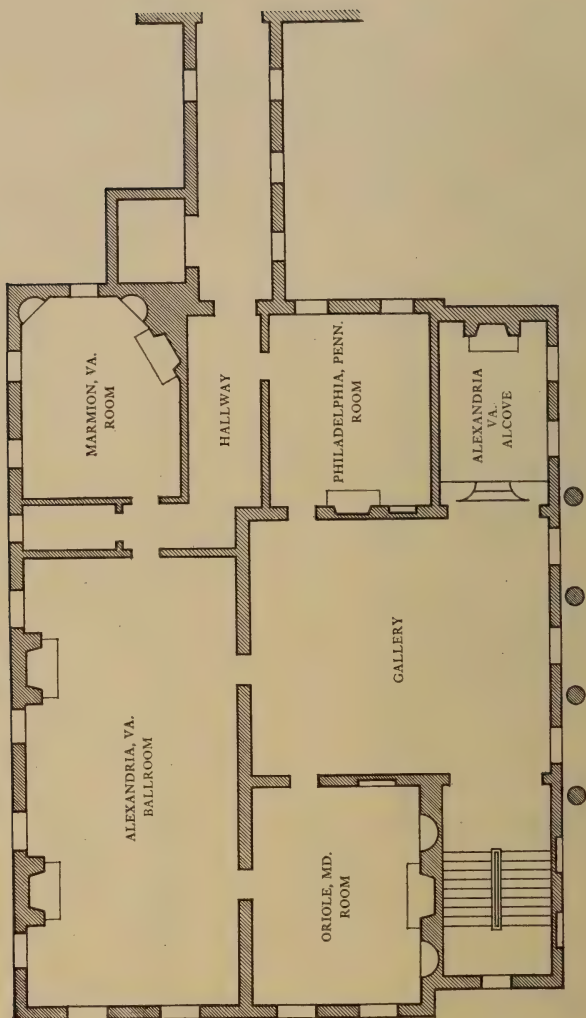 MARMION, VA.
ROOM
HALLWAY
PHILADELPHIA, PENN.
ROOM
ALEXANDRIA
VA.
ALCOVE
ALEXANDRIA, VA.
BALLROOM
GALLERY
ORIOLE, MD.
ROOM